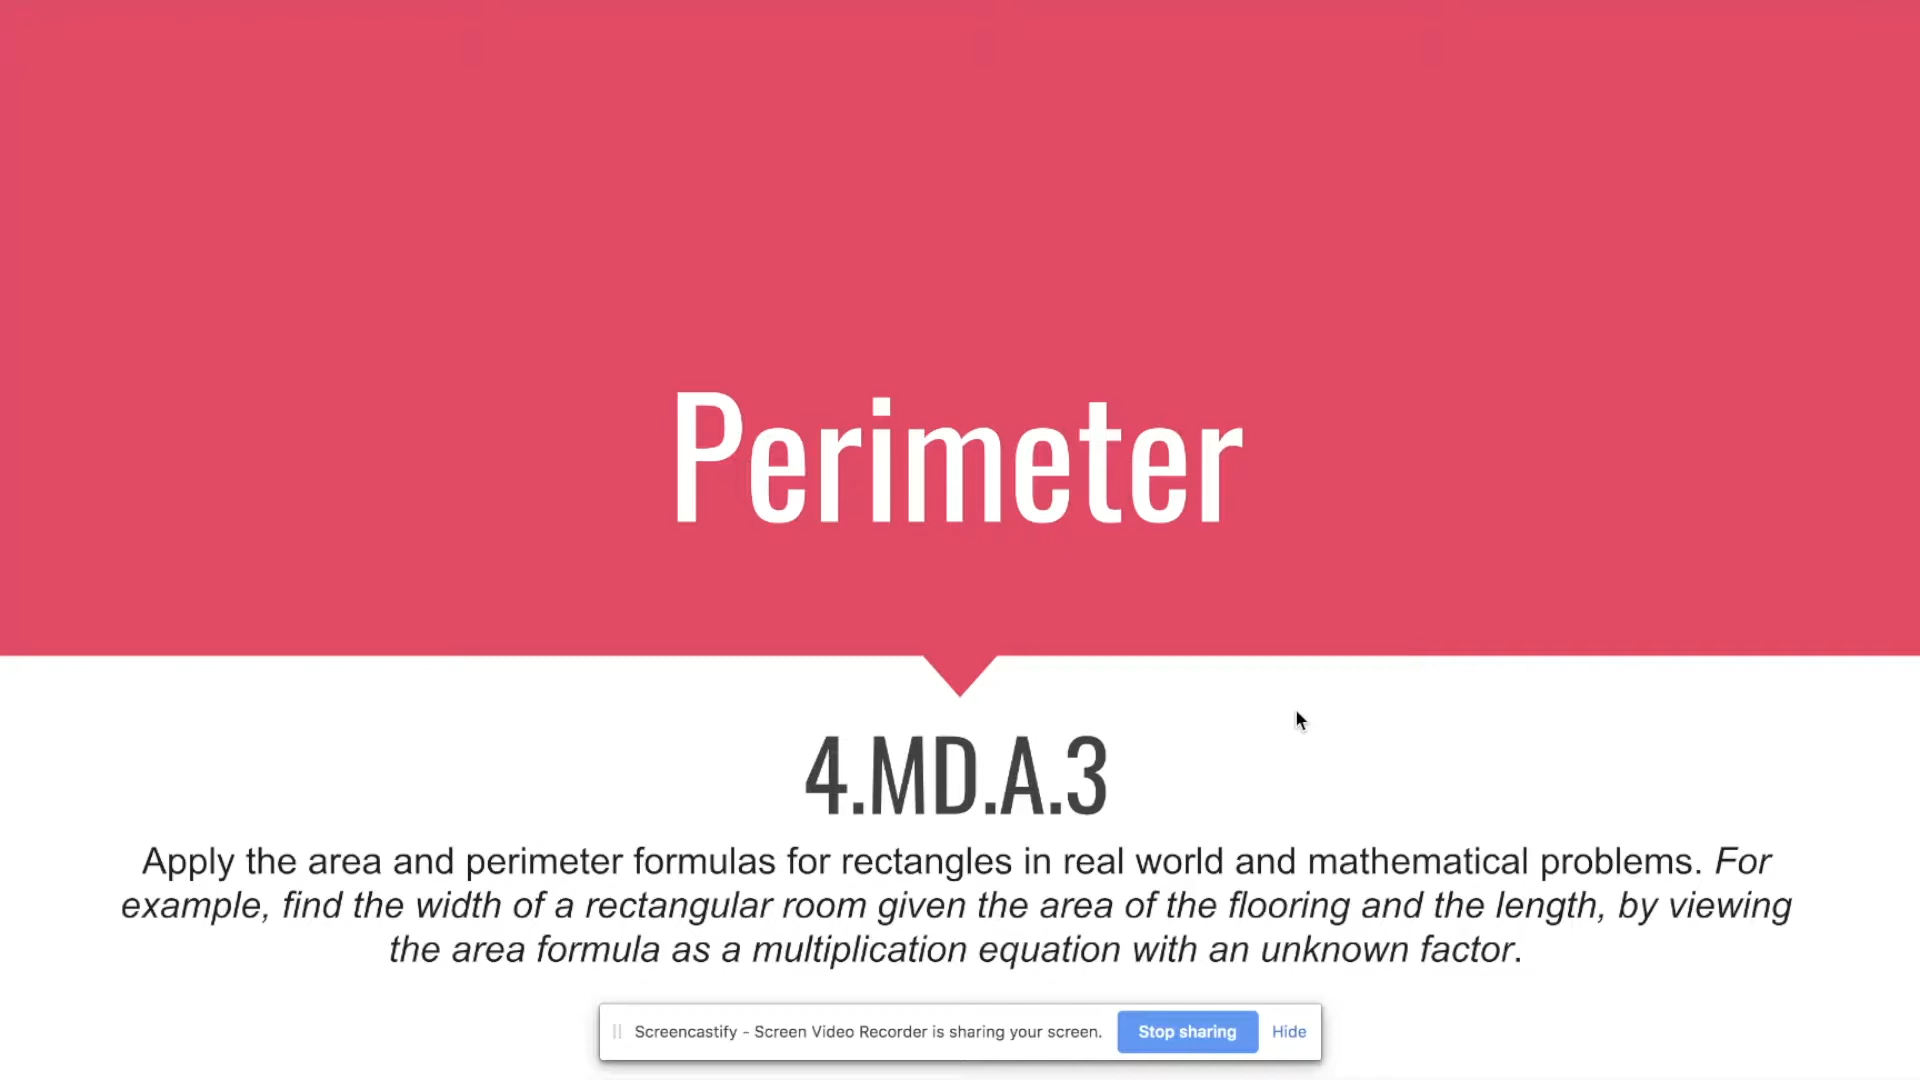 Perimeter
4.MD.A.3
Apply the area and perimeter formulas for rectangles in real world and mathematical problems. For
example, find the width of a rectangular room given the area of the flooring and the length, by viewing
the area formula as a multiplication equation with an unknown factor.
Screencastify - Screen Video Recorder is sharing your screen. Stop sharing Hide